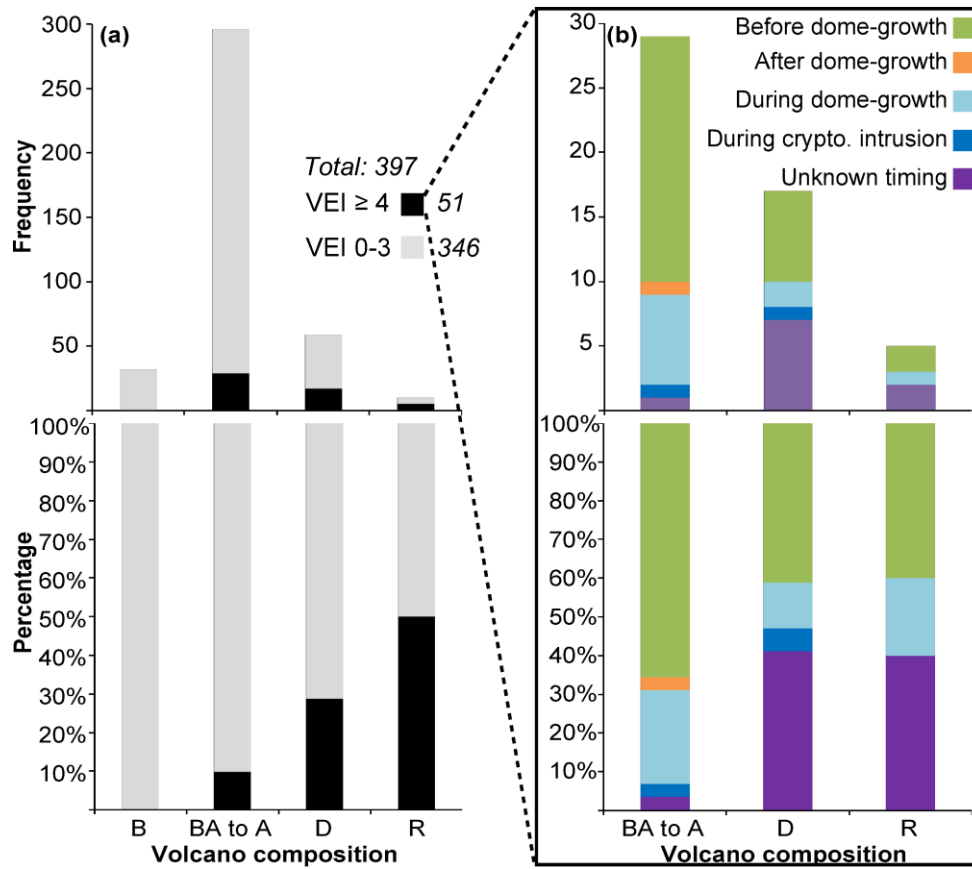 (a)
Frequency
300
250
200
150
100
50
Total: 397
VEI ≥ 4 51
VEI 0-3 346
Percentage
100%
90%
80%
70%
60%
50%
40%
30%
20%
10%
B BA to A D R
Volcano composition
(b)
30
25
20
15
10
5
Before dome-growth
After dome-growth
During dome-growth
During crypto. intrusion
Unknown timing
100%
90%
80%
70%
60%
50%
40%
30%
20%
10%
BA to A D R
Volcano composition